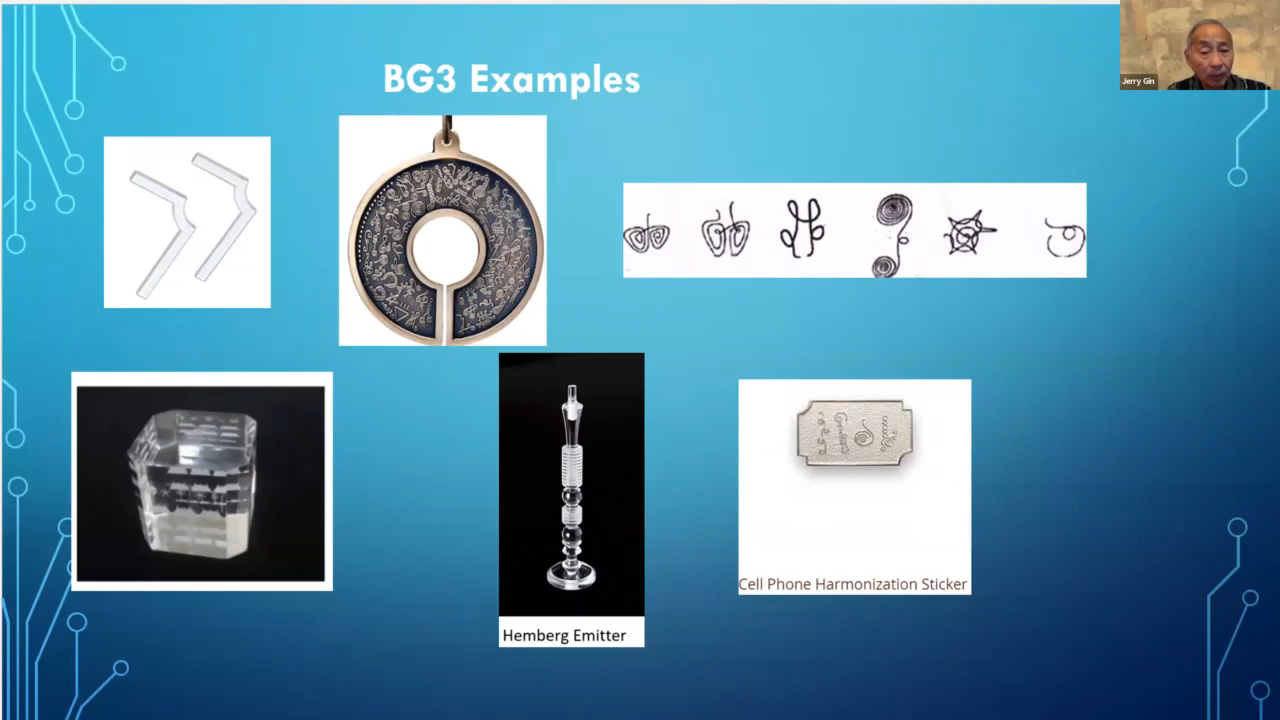 BG3 Examples
Jerry Gin
Hemberg Emitter
Cell Phone Harmonization Sticker